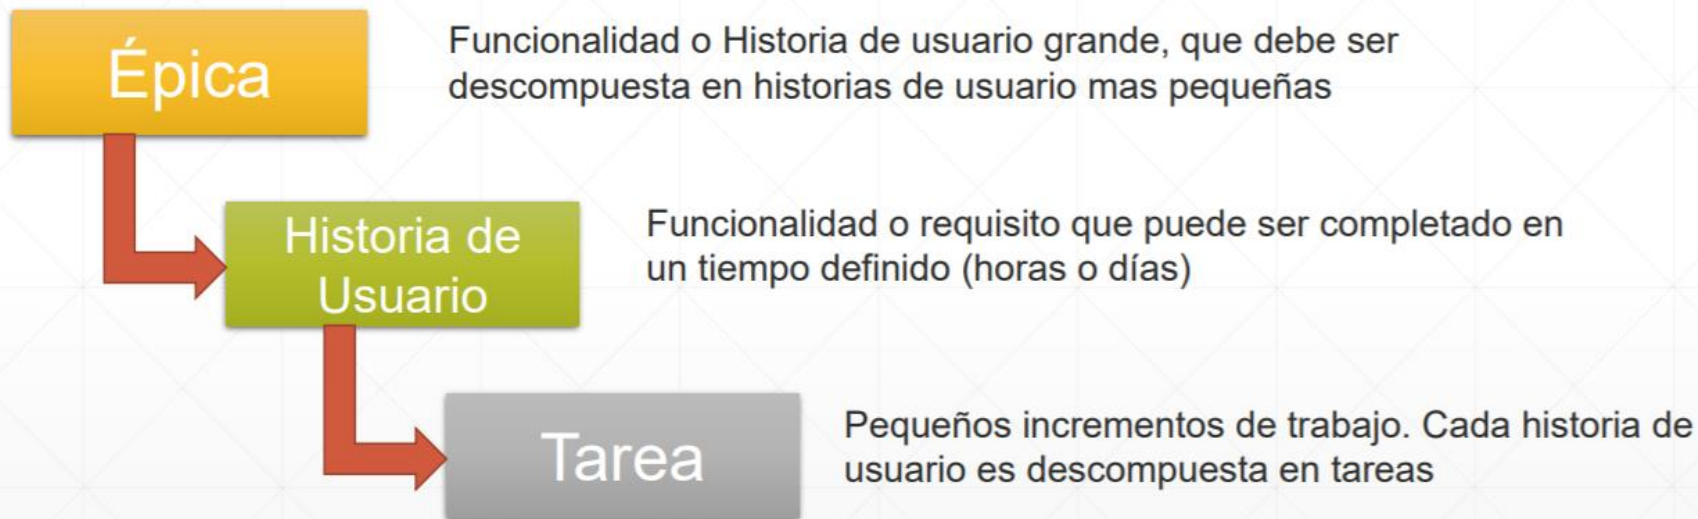 Épica
Funcionalidad o Historia de usuario grande, que debe ser
descompuesta en historias de usuario mas pequeñas
Historia de
Usuario
Funcionalidad o requisito que puede ser completado en
un tiempo definido (horas o días)
Tarea
Pequeños incrementos de trabajo. Cada historia de
usuario es descompuesta en tareas